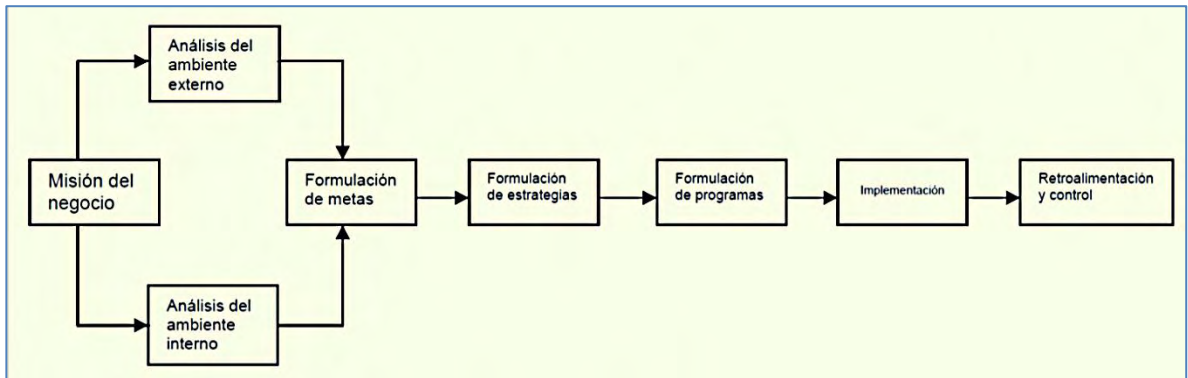 Análisis del
ambiente
externo
Misión del
negocio
Análisis del
ambiente
interno
Formulación
de metas
Formulación
de estrategias
Formulación
de programas
Implementación
Retroalimentación
y control